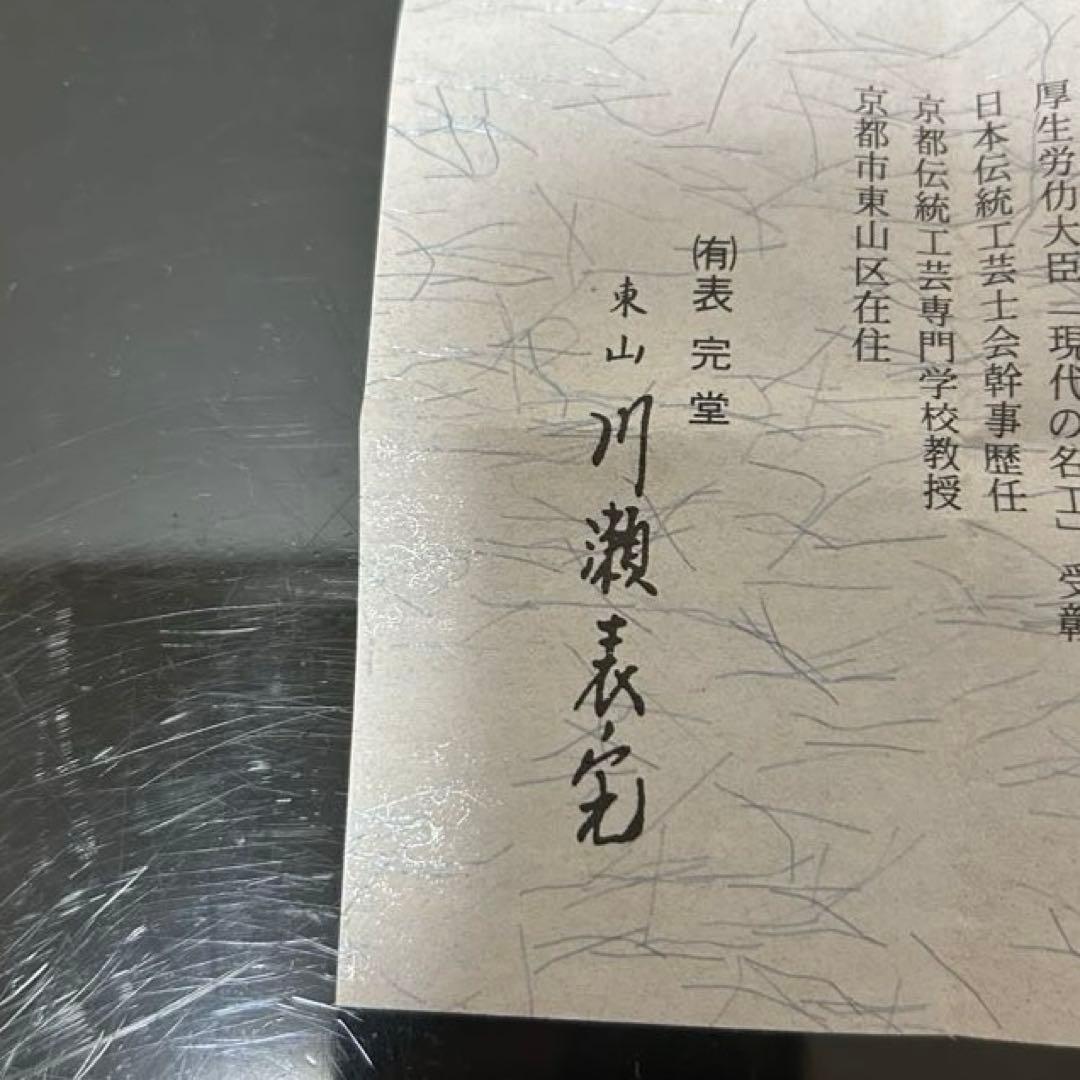 厚生労仂大臣「現代の名工」受章
日本伝統工芸士会幹事歴任
京都伝統工芸専門学校教授
京都市東山区在住
㈲表完堂
東山 川瀬表完